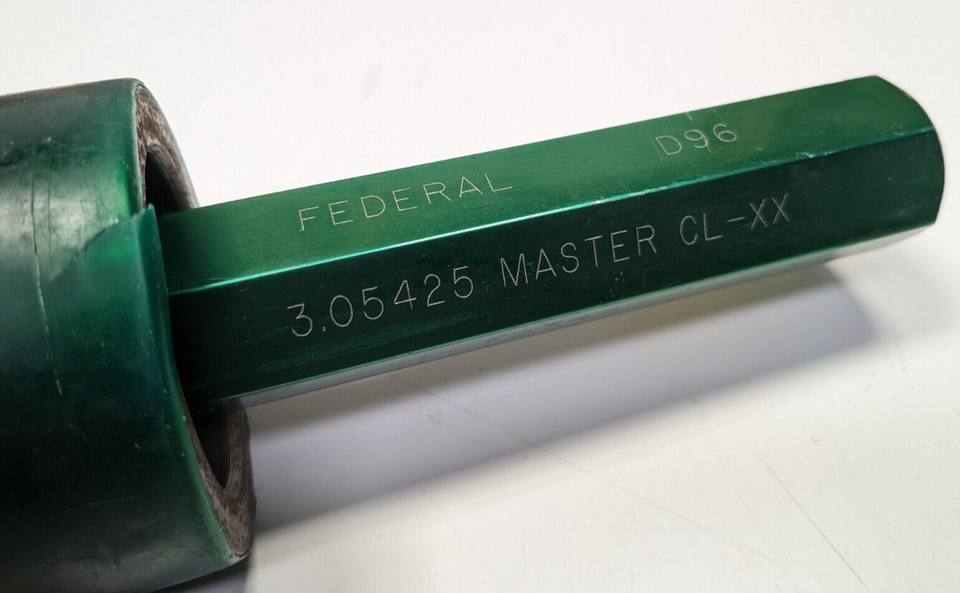 FEDERAL D96
3.05425 MASTER CL-XX